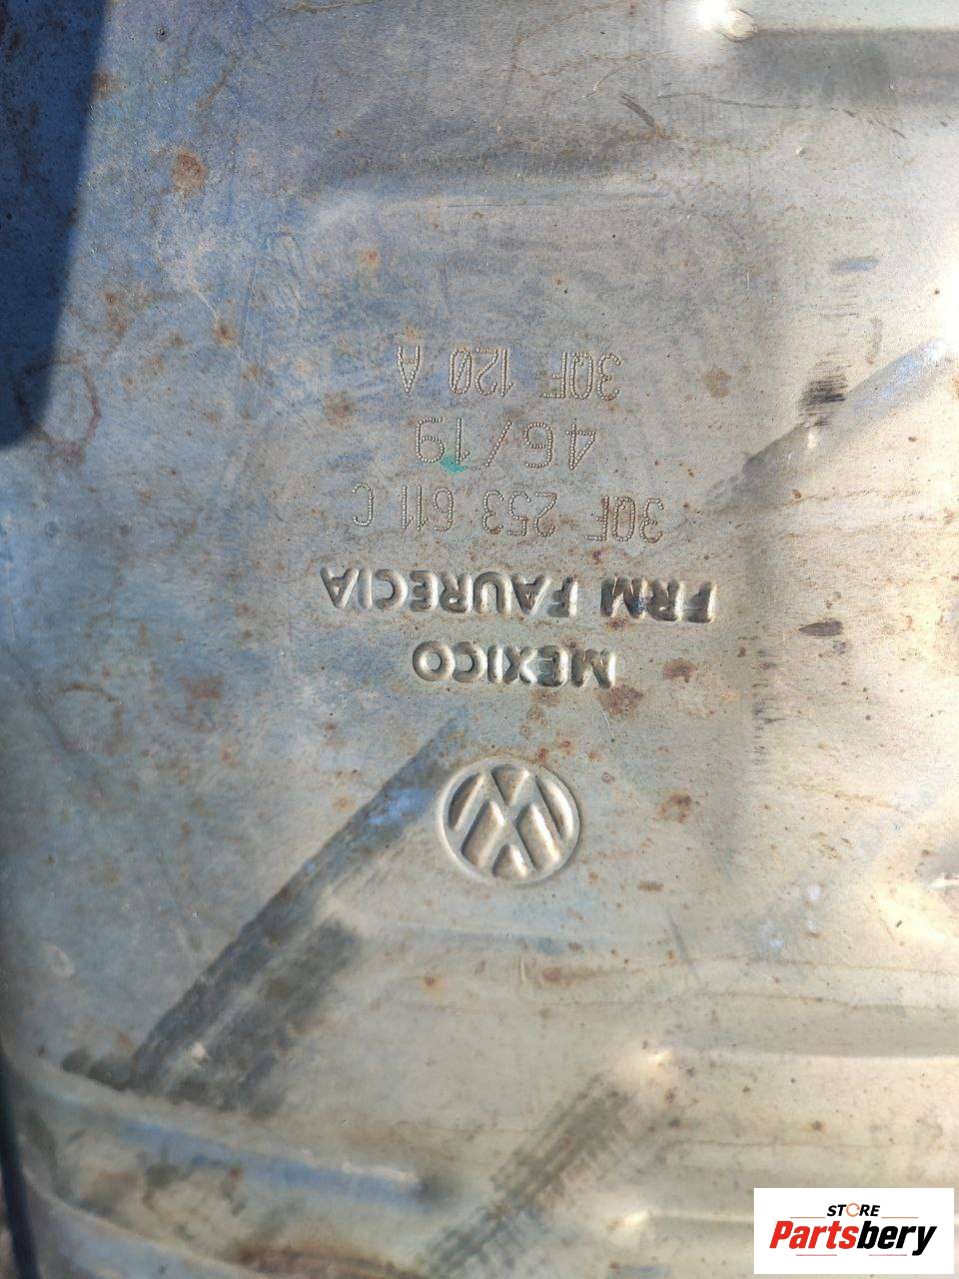 MEXICO
FRM FAURECIA
3QF 253 611 C
46/19
3QF 120 A
STORE
Partsbery